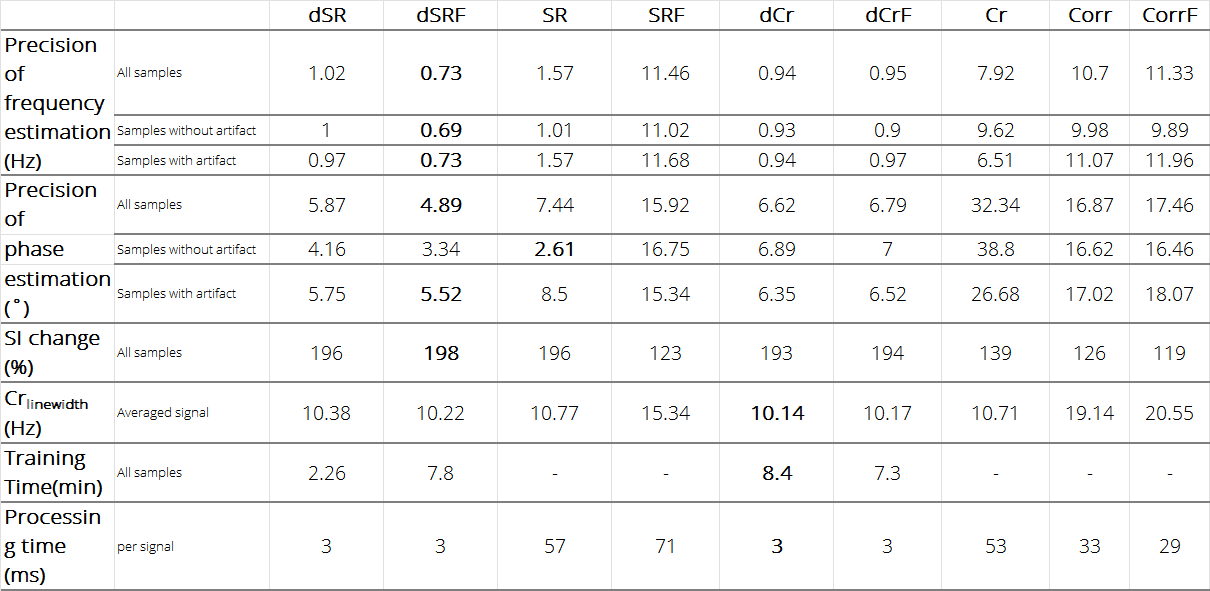 dSR dSRF SR SRF dCr dCrF Cr Corr CorrF
Precision
of
frequency
estimation
(Hz)
All samples 1.02 0.73 1.57 11.46 0.94 0.95 7.92 10.7 11.33
Samples without artifact 1 0.69 1.01 11.02 0.93 0.9 9.62 9.98 9.89
Samples with artifact 0.97 0.73 1.57 11.68 0.94 0.97 6.51 11.07 11.96
Precision
of
phase
estimation
(˚)
All samples 5.87 4.89 7.44 15.92 6.62 6.79 32.34 16.87 17.46
Samples without artifact 4.16 3.34 2.61 16.75 6.89 7 38.8 16.62 16.46
Samples with artifact 5.75 5.52 8.5 15.34 6.35 6.52 26.68 17.02 18.07
SI change
(%)
All samples 196 198 196 123 193 194 139 126 119
Crlinewidth
(Hz)
Averaged signal 10.38 10.22 10.77 15.34 10.14 10.17 10.71 19.14 20.55
Training
Time(min)
All samples 2.26 7.8 - - 8.4 7.3 - - -
Processin
g time
(ms)
per signal 3 3 57 71 3 3 53 33 29